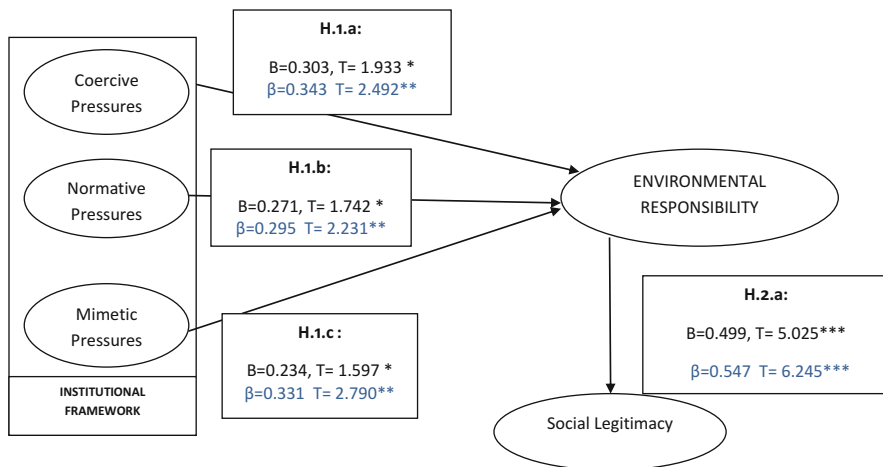 H.1.a:
B=0.303, T= 1.933 *
β=0.343 T= 2.492**
Coercive
Pressures
H.1.b:
B=0.271, T= 1.742 *
β=0.295 T= 2.231**
Normative
Pressures
ENVIRONMENTAL
RESPONSIBILITY
Mimetic
Pressures
H.1.c :
B=0.234, T= 1.597 *
β=0.331 T= 2.790**
H.2.a:
B=0.499, T= 5.025***
β=0.547 T= 6.245***
INSTITUTIONAL
FRAMEWORK
Social Legitimacy